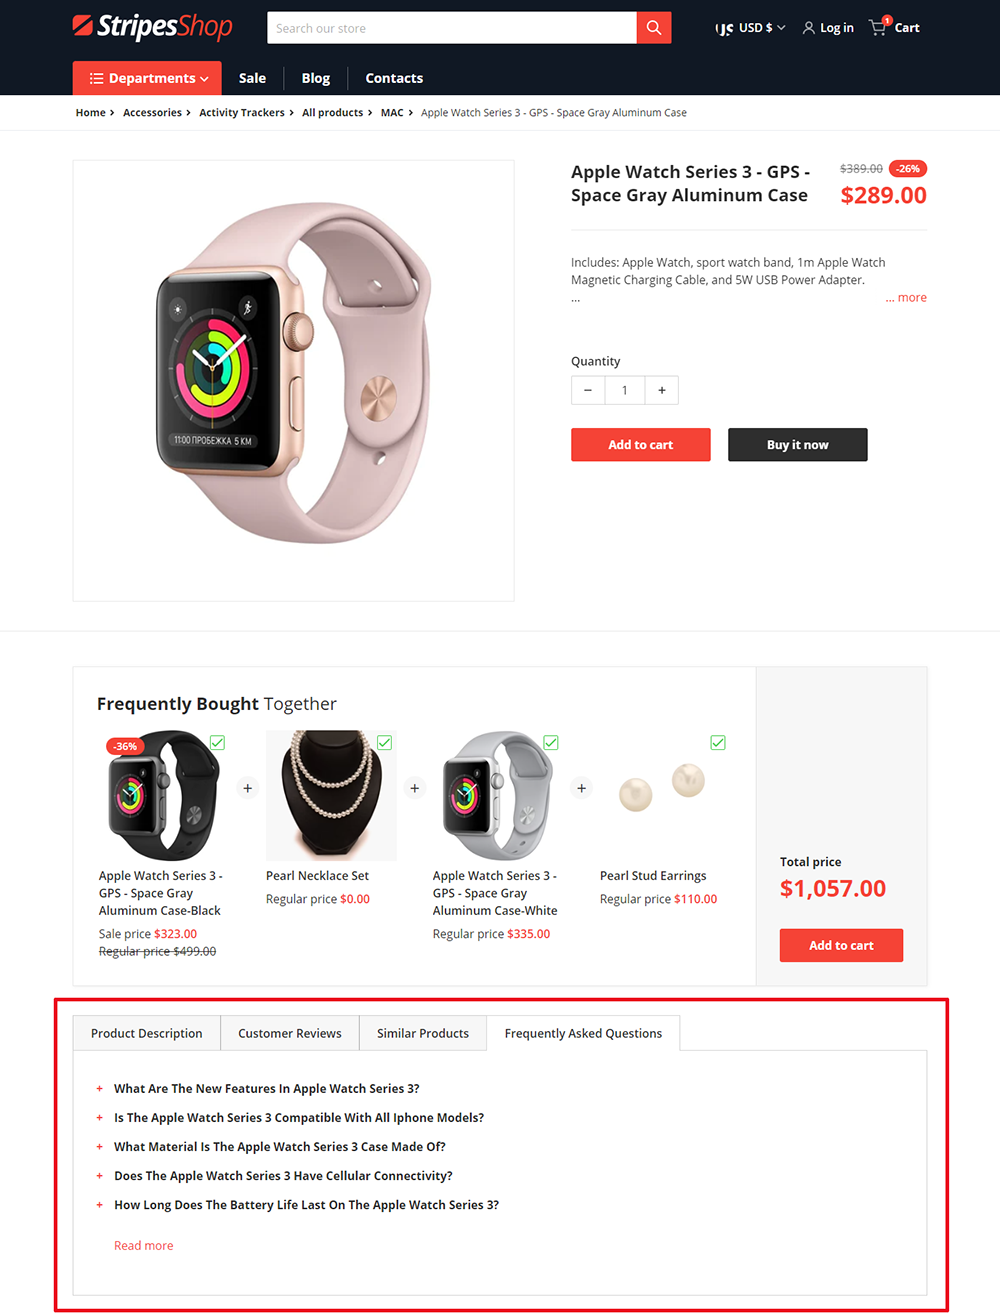 StripesShop
Search our store
USD $
Log in
1
Cart
Departments
Sale
Blog
Contacts
Home > Accessories > Activity Trackers > All products > MAC > Apple Watch Series 3 - GPS - Space Gray Aluminum Case
Apple Watch Series 3 - GPS -
Space Gray Aluminum Case
$389.00 -26%
$289.00
Includes: Apple Watch, sport watch band, 1m Apple Watch
Magnetic Charging Cable, and 5W USB Power Adapter.
...
... more
11:00 ПРОБЕЖКА 5 КМ
Quantity
− 1 +
Add to cart
Buy it now
Frequently Bought Together
-36%
+
+
+
Apple Watch Series 3 -
GPS - Space Gray
Aluminum Case-Black
Sale price $323.00
Regular price $499.00
Pearl Necklace Set
Regular price $0.00
Apple Watch Series 3 -
GPS - Space Gray
Aluminum Case-White
Regular price $335.00
Pearl Stud Earrings
Regular price $110.00
Total price
$1,057.00
Add to cart
Product Description
Customer Reviews
Similar Products
Frequently Asked Questions
+ What Are The New Features In Apple Watch Series 3?
+ Is The Apple Watch Series 3 Compatible With All Iphone Models?
+ What Material Is The Apple Watch Series 3 Case Made Of?
+ Does The Apple Watch Series 3 Have Cellular Connectivity?
+ How Long Does The Battery Life Last On The Apple Watch Series 3?
Read more